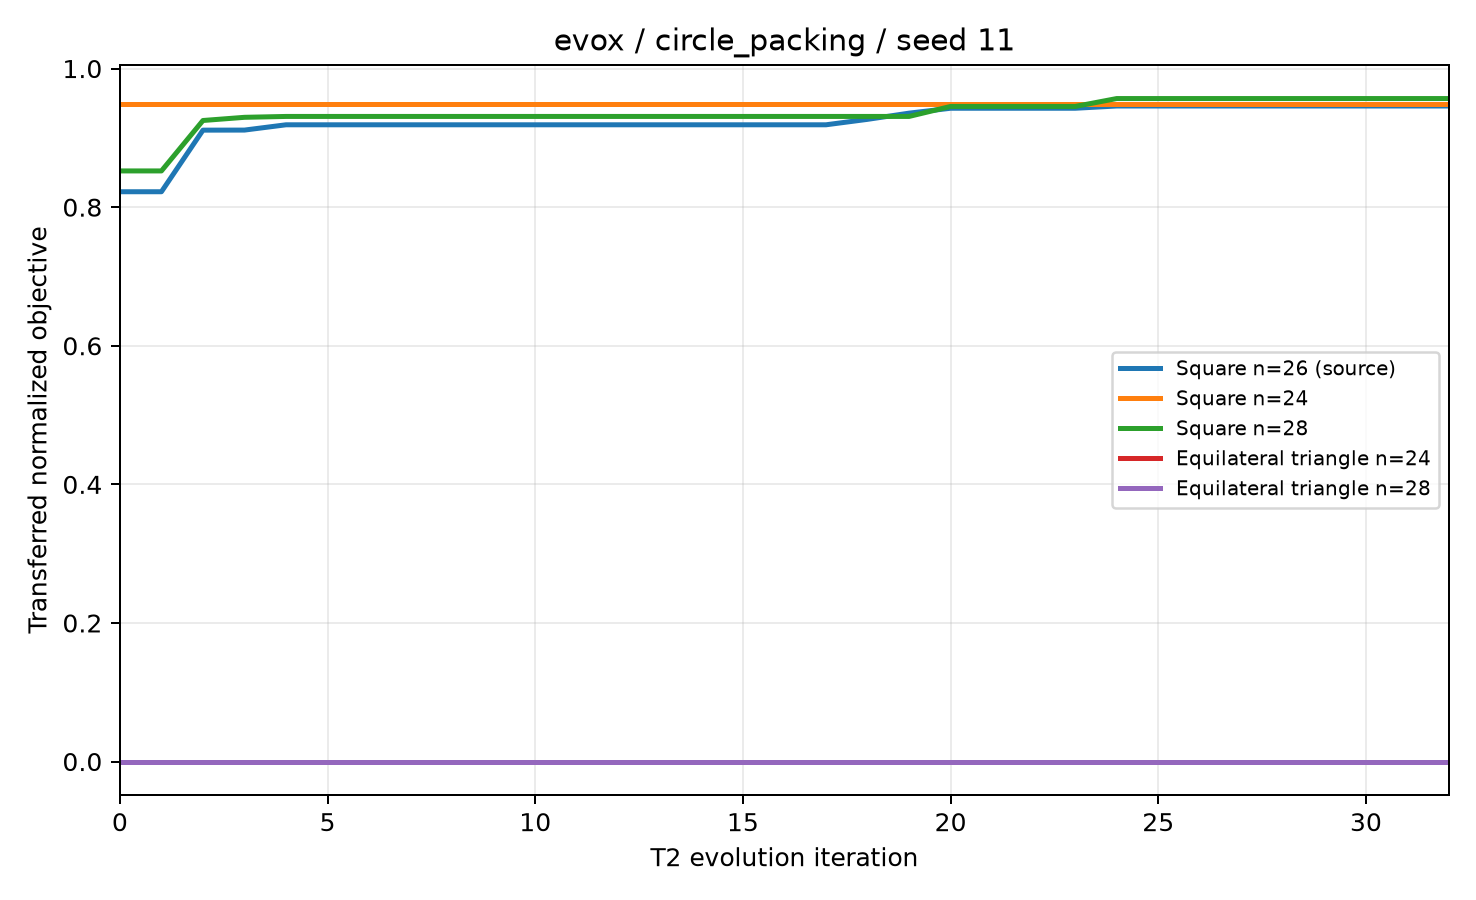 evox / circle_packing / seed 11
Transferred normalized objective
1.0
0.8
0.6
0.4
0.2
0.0
Square n=26 (source)
Square n=24
Square n=28
Equilateral triangle n=24
Equilateral triangle n=28
0 5 10 15 20 25 30
T2 evolution iteration